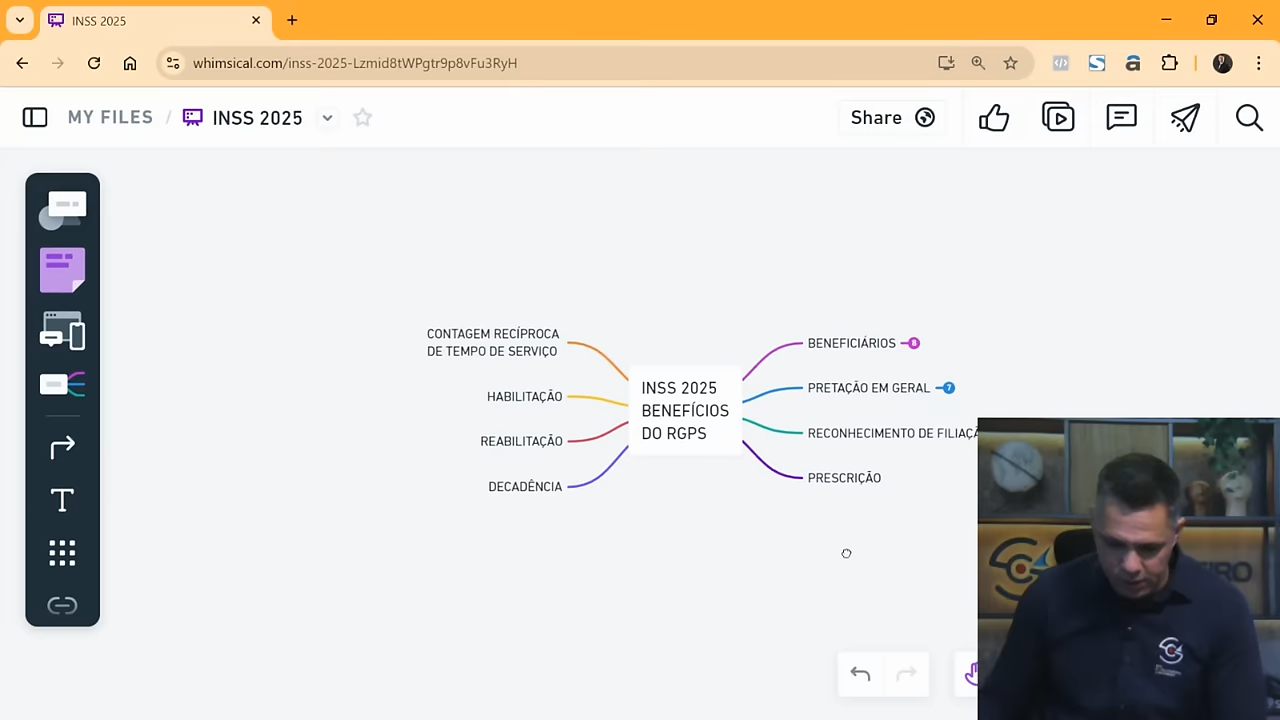 INSS 2025
whimsical.com/inss-2025-Lzmid8tWPgtr9p8vFu3RyH
MY FILES / INSS 2025
Share
CONTAGEM RECÍPROCA
DE TEMPO DE SERVIÇO
HABILITAÇÃO
REABILITAÇÃO
DECADÊNCIA
INSS 2025
BENEFÍCIOS
DO RGPS
BENEFICIÁRIOS 8
PRETAÇÃO EM GERAL 7
RECONHECIMENTO DE FILIAÇÃ
PRESCRIÇÃO